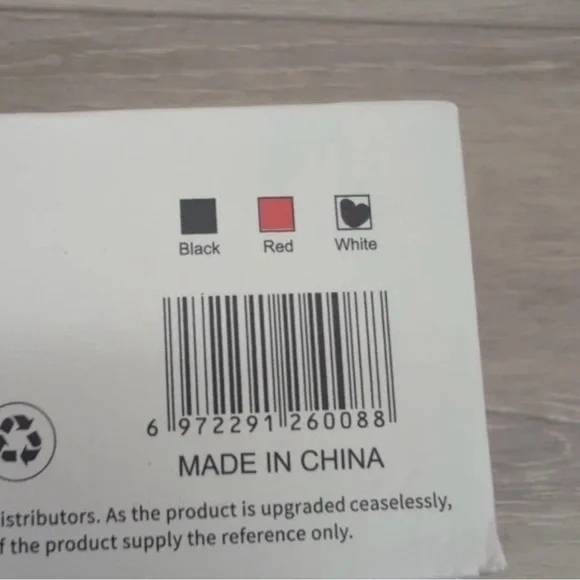 Black Red White
6 972291 260088
MADE IN CHINA
istributors. As the product is upgraded ceaselessly,
f the product supply the reference only.